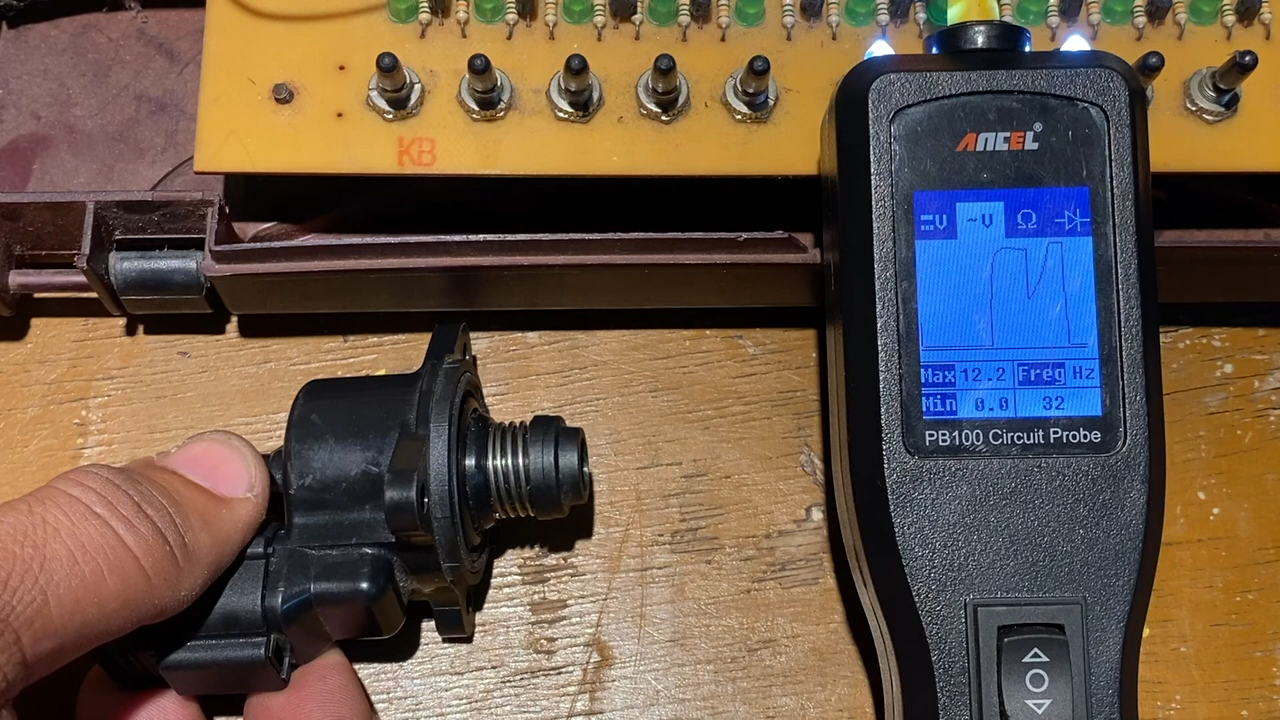 KB
ANCEL®
⎓V ~V Ω
Max 12.2 Freq Hz
Min 0.0 32
PB100 Circuit Probe